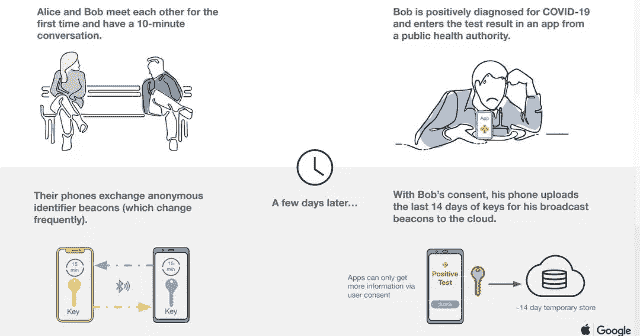 Alice and Bob meet each other for the
first time and have a 10-minute
conversation.
Bob is positively diagnosed for COVID-19
and enters the test result in an app from
a public health authority.
App
Their phones exchange anonymous
identifier beacons (which change
frequently).
A few days later…
With Bob's consent, his phone uploads
the last 14 days of keys for his broadcast
beacons to the cloud.
15
min
Key
15
min
Key
Apps can only get
more information via
user consent
Positive
Test
~14 day temporary store
Google